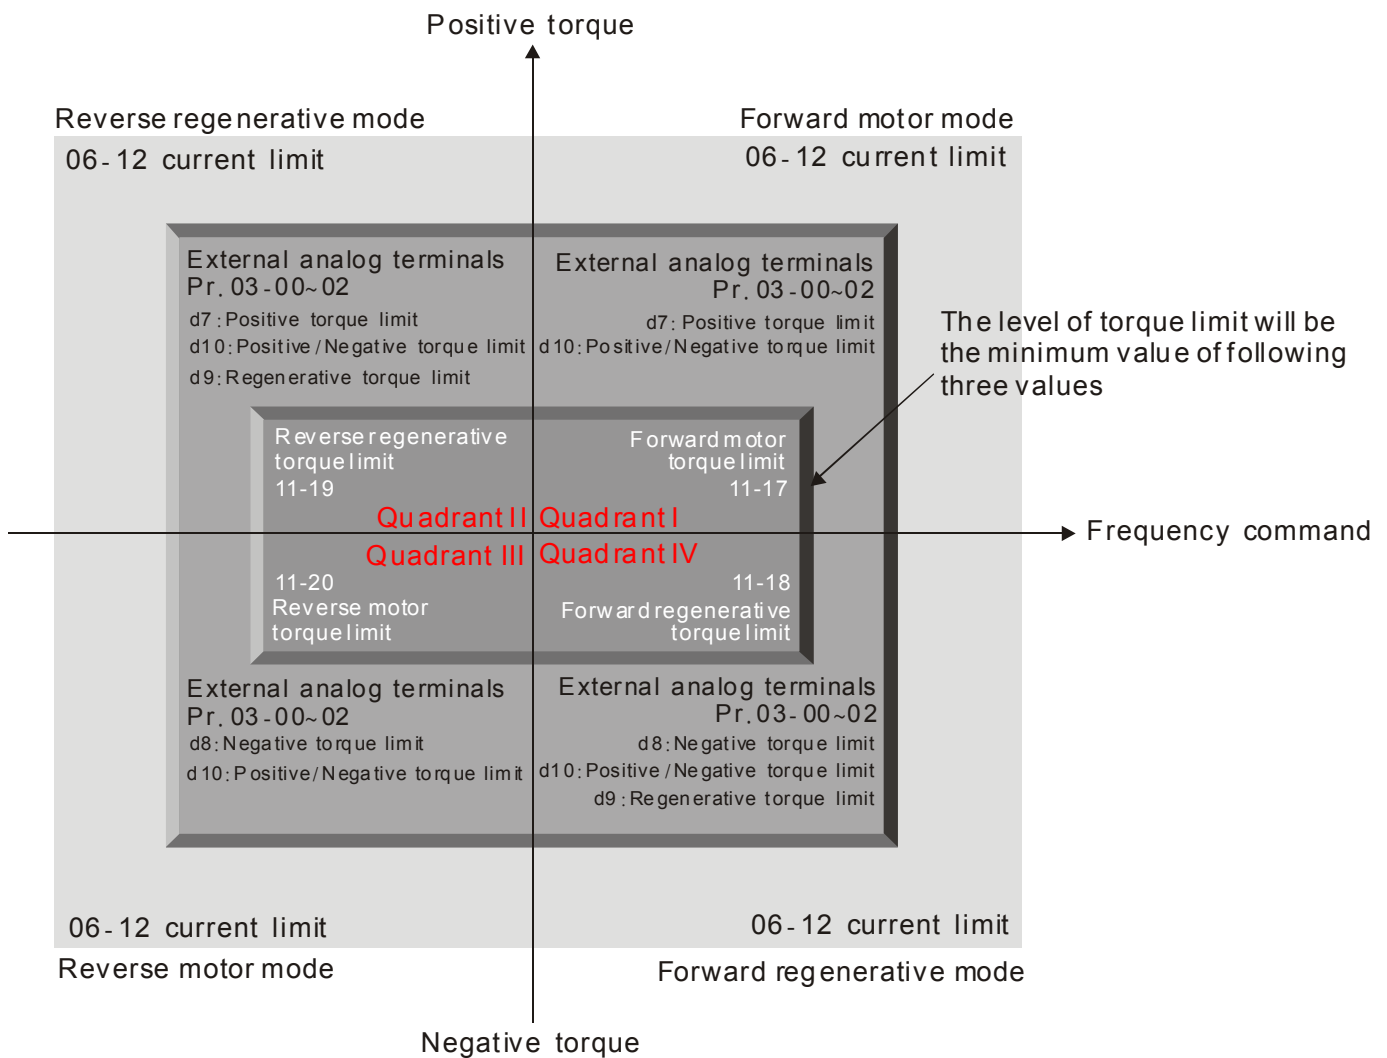 Positive torque
Reverse regenerative mode
Forward motor mode
06-12 current limit
06-12 current limit
External analog terminals
Pr. 03-00~02
d7:Positive torque limit
d10:Positive/Negative torque limit
d9:Regenerative torque limit
External analog terminals
Pr. 03-00~02
d7:Positive torque limit
d10:Positive/Negative torque limit
The level of torque limit will be
the minimum value of following
three values
Reverse regenerative
torque limit
11-19
Forward motor
torque limit
11-17
Quadrant II
Quadrant I
Frequency command
Quadrant III
Quadrant IV
11-20
Reverse motor
torque limit
11-18
Forward regenerative
torque limit
External analog terminals
Pr. 03-00~02
d8:Negative torque limit
d10:Positive/Negative torque limit
External analog terminals
Pr. 03-00~02
d8:Negative torque limit
d10:Positive/Negative torque limit
d9:Regenerative torque limit
06-12 current limit
06-12 current limit
Reverse motor mode
Forward regenerative mode
Negative torque